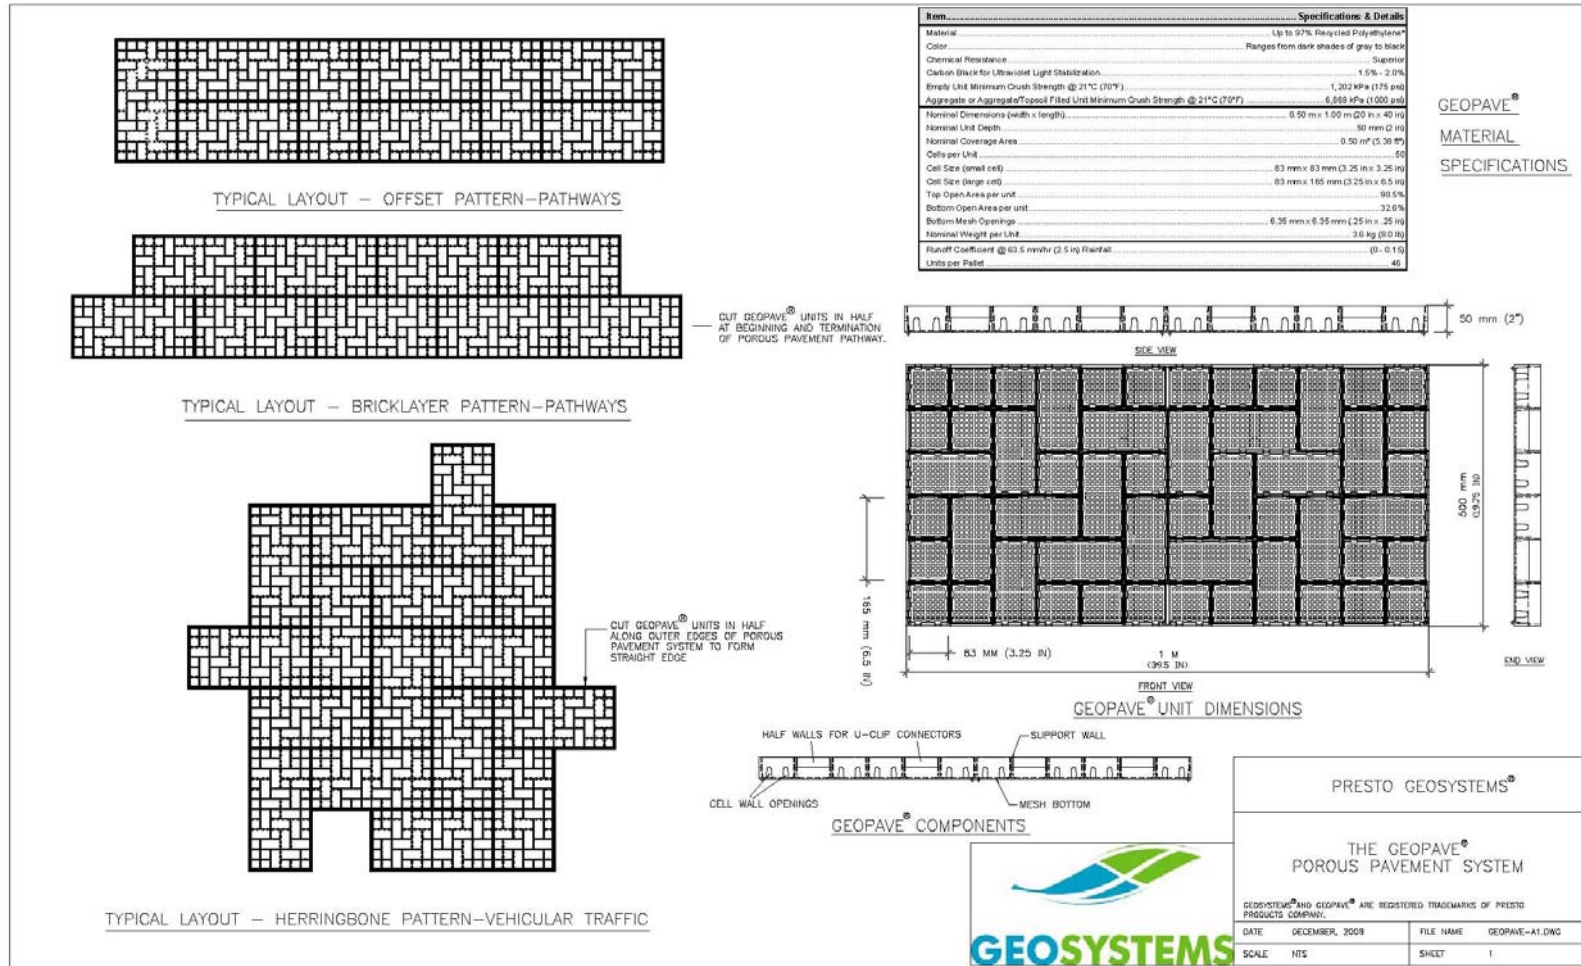 Item Specifications & Details
Material Up to 97% Recycled Polyethylene*
Color Ranges from dark shades of gray to black
Chemical Resistance Superior
Carbon Black for Ultraviolet Light Stabilization 1.5% - 2.0%
Empty Unit Minimum Crush Strength @ 21°C (70°F) 1,202 kPa (175 psi)
Aggregate or Aggregate/Topsoil Filled Unit Minimum Crush Strength @ 21°C (70°F) 6,869 kPa (1000 psi)
Nominal Dimensions (width x length) 0.50 m x 1.00 m (20 in x 40 in)
Nominal Unit Depth 50 mm (2 in)
Nominal Coverage Area 0.50 m² (5.38 ft²)
Cells per Unit 50
Cell Size (small cell) 83 mm x 83 mm (3.25 in x 3.25 in)
Cell Size (large cell) 83 mm x 165 mm (3.25 in x 6.5 in)
Top Open Area per unit 90.5%
Bottom Open Area per unit 32.6%
Bottom Mesh Openings 6.35 mm x 6.35 mm (.25 in x .25 in)
Nominal Weight per Unit 3.6 kg (8.0 lb)
Runoff Coefficient @ 63.5 mm/hr (2.5 in) Rainfall (0 - 0.15)
Units per Pallet 46
GEOPAVE®
MATERIAL
SPECIFICATIONS
TYPICAL LAYOUT - OFFSET PATTERN-PATHWAYS
CUT GEOPAVE® UNITS IN HALF
AT BEGINNING AND TERMINATION
OF POROUS PAVEMENT PATHWAY.
TYPICAL LAYOUT - BRICKLAYER PATTERN-PATHWAYS
50 mm (2")
SIDE VIEW
500 mm
(19.75 IN)
165 mm (6.5 IN)
83 MM (3.25 IN)
1 M
(39.5 IN)
FRONT VIEW
END VIEW
GEOPAVE® UNIT DIMENSIONS
CUT GEOPAVE® UNITS IN HALF
ALONG OUTER EDGES OF POROUS
PAVEMENT SYSTEM TO FORM
STRAIGHT EDGE
TYPICAL LAYOUT - HERRINGBONE PATTERN-VEHICULAR TRAFFIC
HALF WALLS FOR U-CLIP CONNECTORS
SUPPORT WALL
CELL WALL OPENINGS
MESH BOTTOM
GEOPAVE® COMPONENTS
GEOSYSTEMS
PRESTO GEOSYSTEMS®
THE GEOPAVE®
POROUS PAVEMENT SYSTEM
GEOSYSTEMS® AND GEOPAVE® ARE REGISTERED TRADEMARKS OF PRESTO
PRODUCTS COMPANY.
DATE DECEMBER, 2009 FILE NAME GEOPAVE-A1.DWG
SCALE NTS SHEET 1